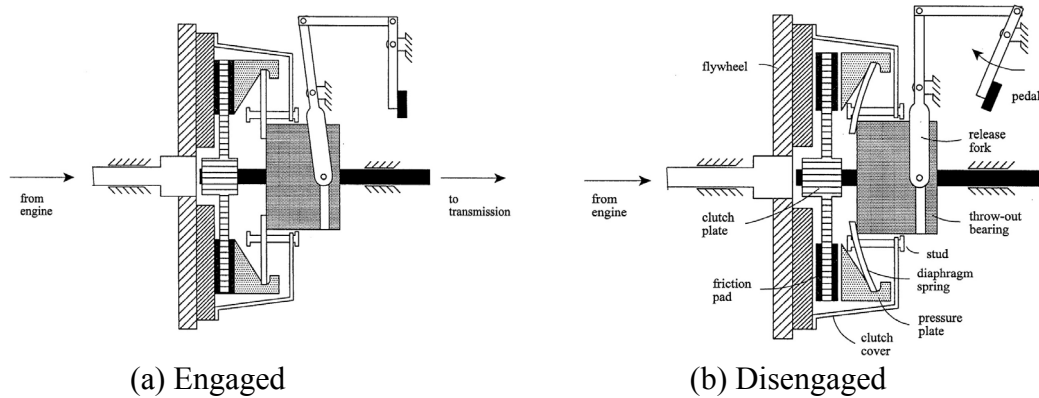 from
engine
to
transmission
(a) Engaged
flywheel
pedal
release
fork
from
engine
clutch
plate
throw-out
bearing
stud
diaphragm
spring
friction
pad
pressure
plate
clutch
cover
(b) Disengaged